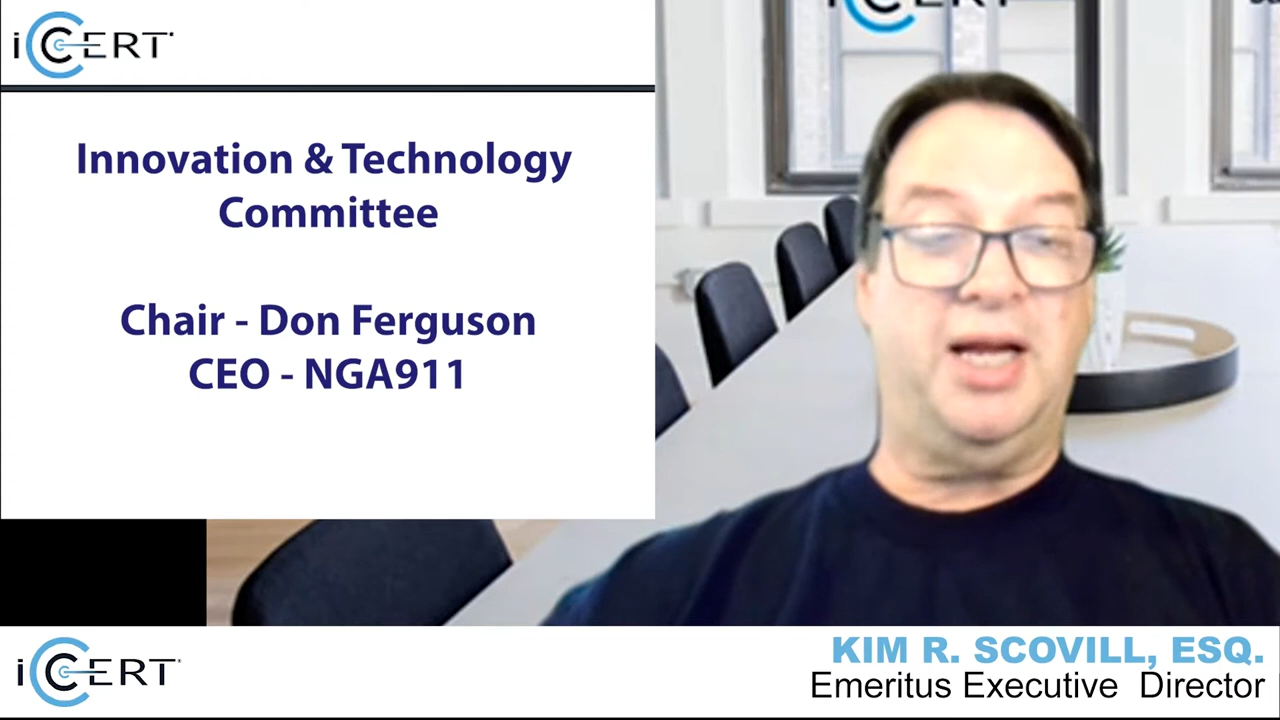 iCERT
Innovation & Technology
Committee
Chair - Don Ferguson
CEO - NGA911
iCERT
KIM R. SCOVILL, ESQ.
Emeritus Executive Director